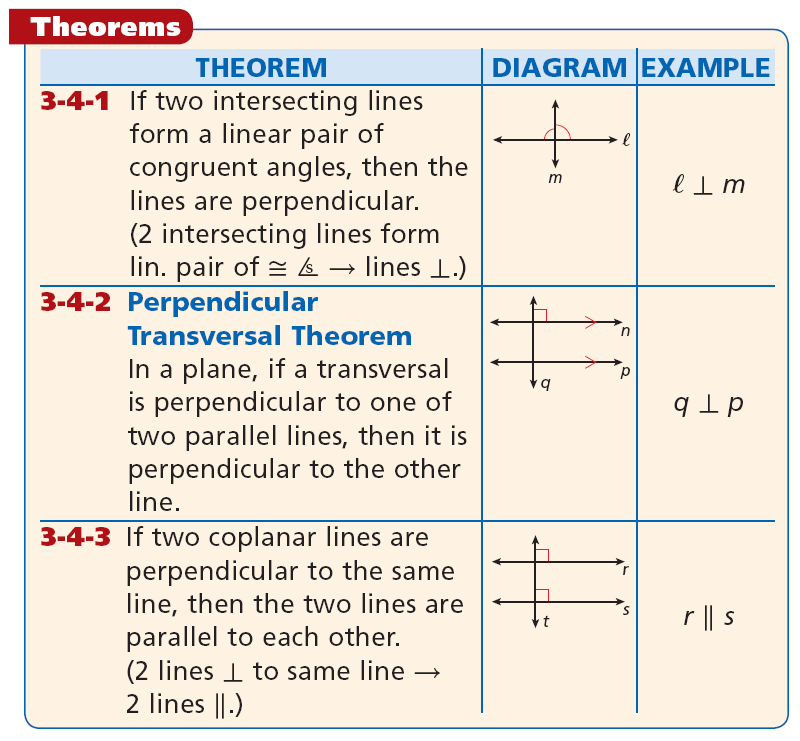 Theorems
THEOREM DIAGRAM EXAMPLE
3-4-1 If two intersecting lines
form a linear pair of
congruent angles, then the
lines are perpendicular.
(2 intersecting lines form
lin. pair of ≅ ∠s → lines ⊥.)
ℓ
m
ℓ ⊥ m
3-4-2 Perpendicular
Transversal Theorem
In a plane, if a transversal
is perpendicular to one of
two parallel lines, then it is
perpendicular to the other
line.
n
p
q
q ⊥ p
3-4-3 If two coplanar lines are
perpendicular to the same
line, then the two lines are
parallel to each other.
(2 lines ⊥ to same line →
2 lines ∥.)
r
s
t
r ∥ s